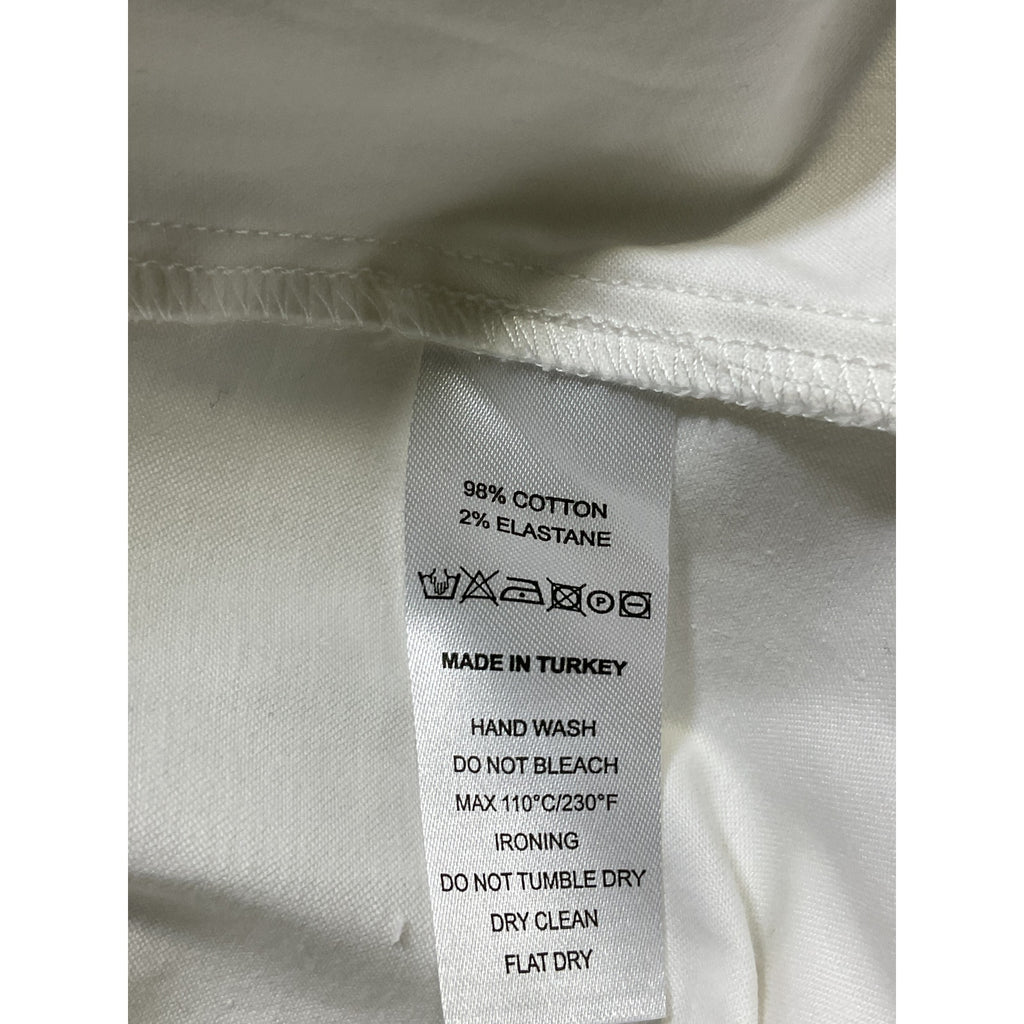 98% COTTON
2% ELASTANE
P
MADE IN TURKEY
HAND WASH
DO NOT BLEACH
MAX 110°C/230°F
IRONING
DO NOT TUMBLE DRY
DRY CLEAN
FLAT DRY